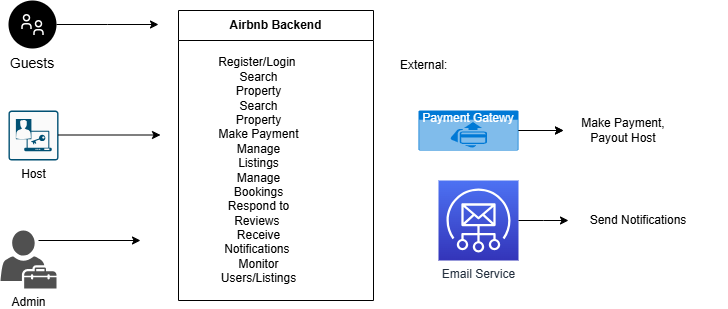 Airbnb Backend
Guests
Register/Login
Search
Property
Search
Property
Make Payment
Manage
Listings
Manage
Bookings
Respond to
Reviews
Receive
Notifications
Monitor
Users/Listings
Host
Admin
External:
Payment Gatewy
Make Payment,
Payout Host
Send Notifications
Email Service